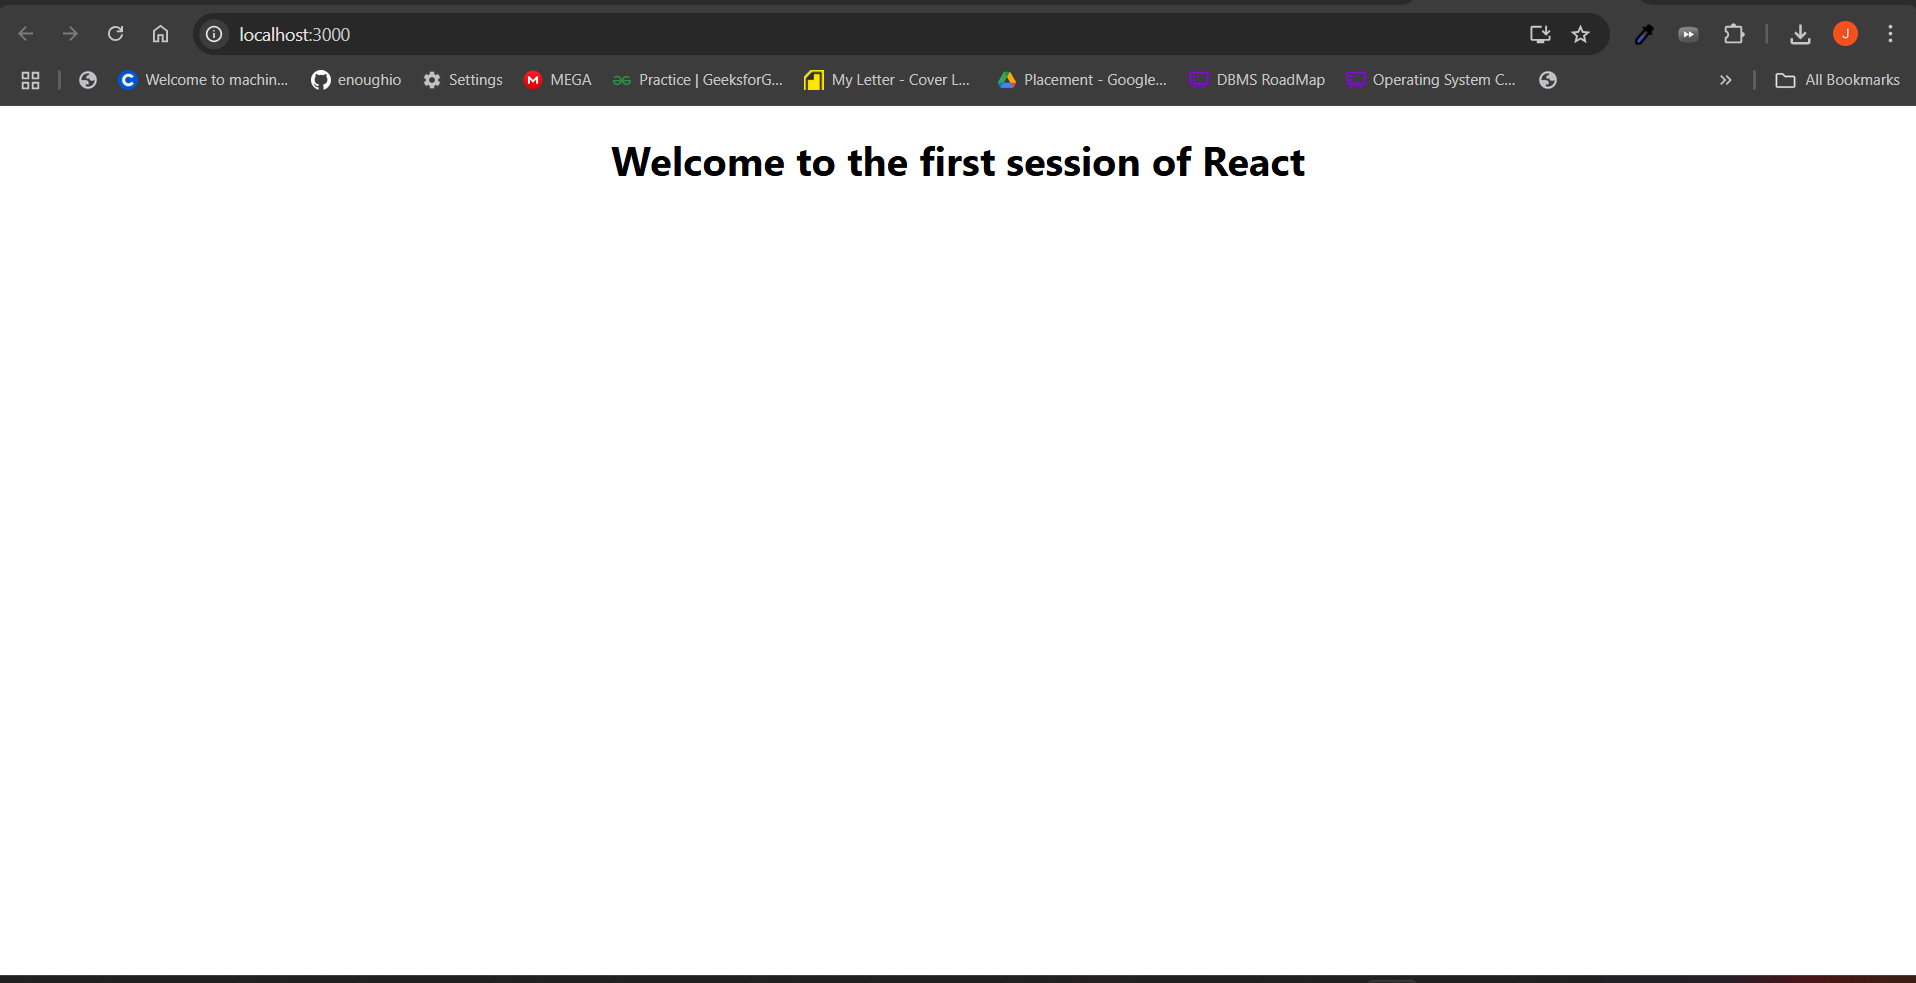 localhost:3000
J
Welcome to machin... enoughio Settings MEGA Practice | GeeksforG... My Letter - Cover L... Placement - Google... DBMS RoadMap Operating System C... All Bookmarks
Welcome to the first session of React